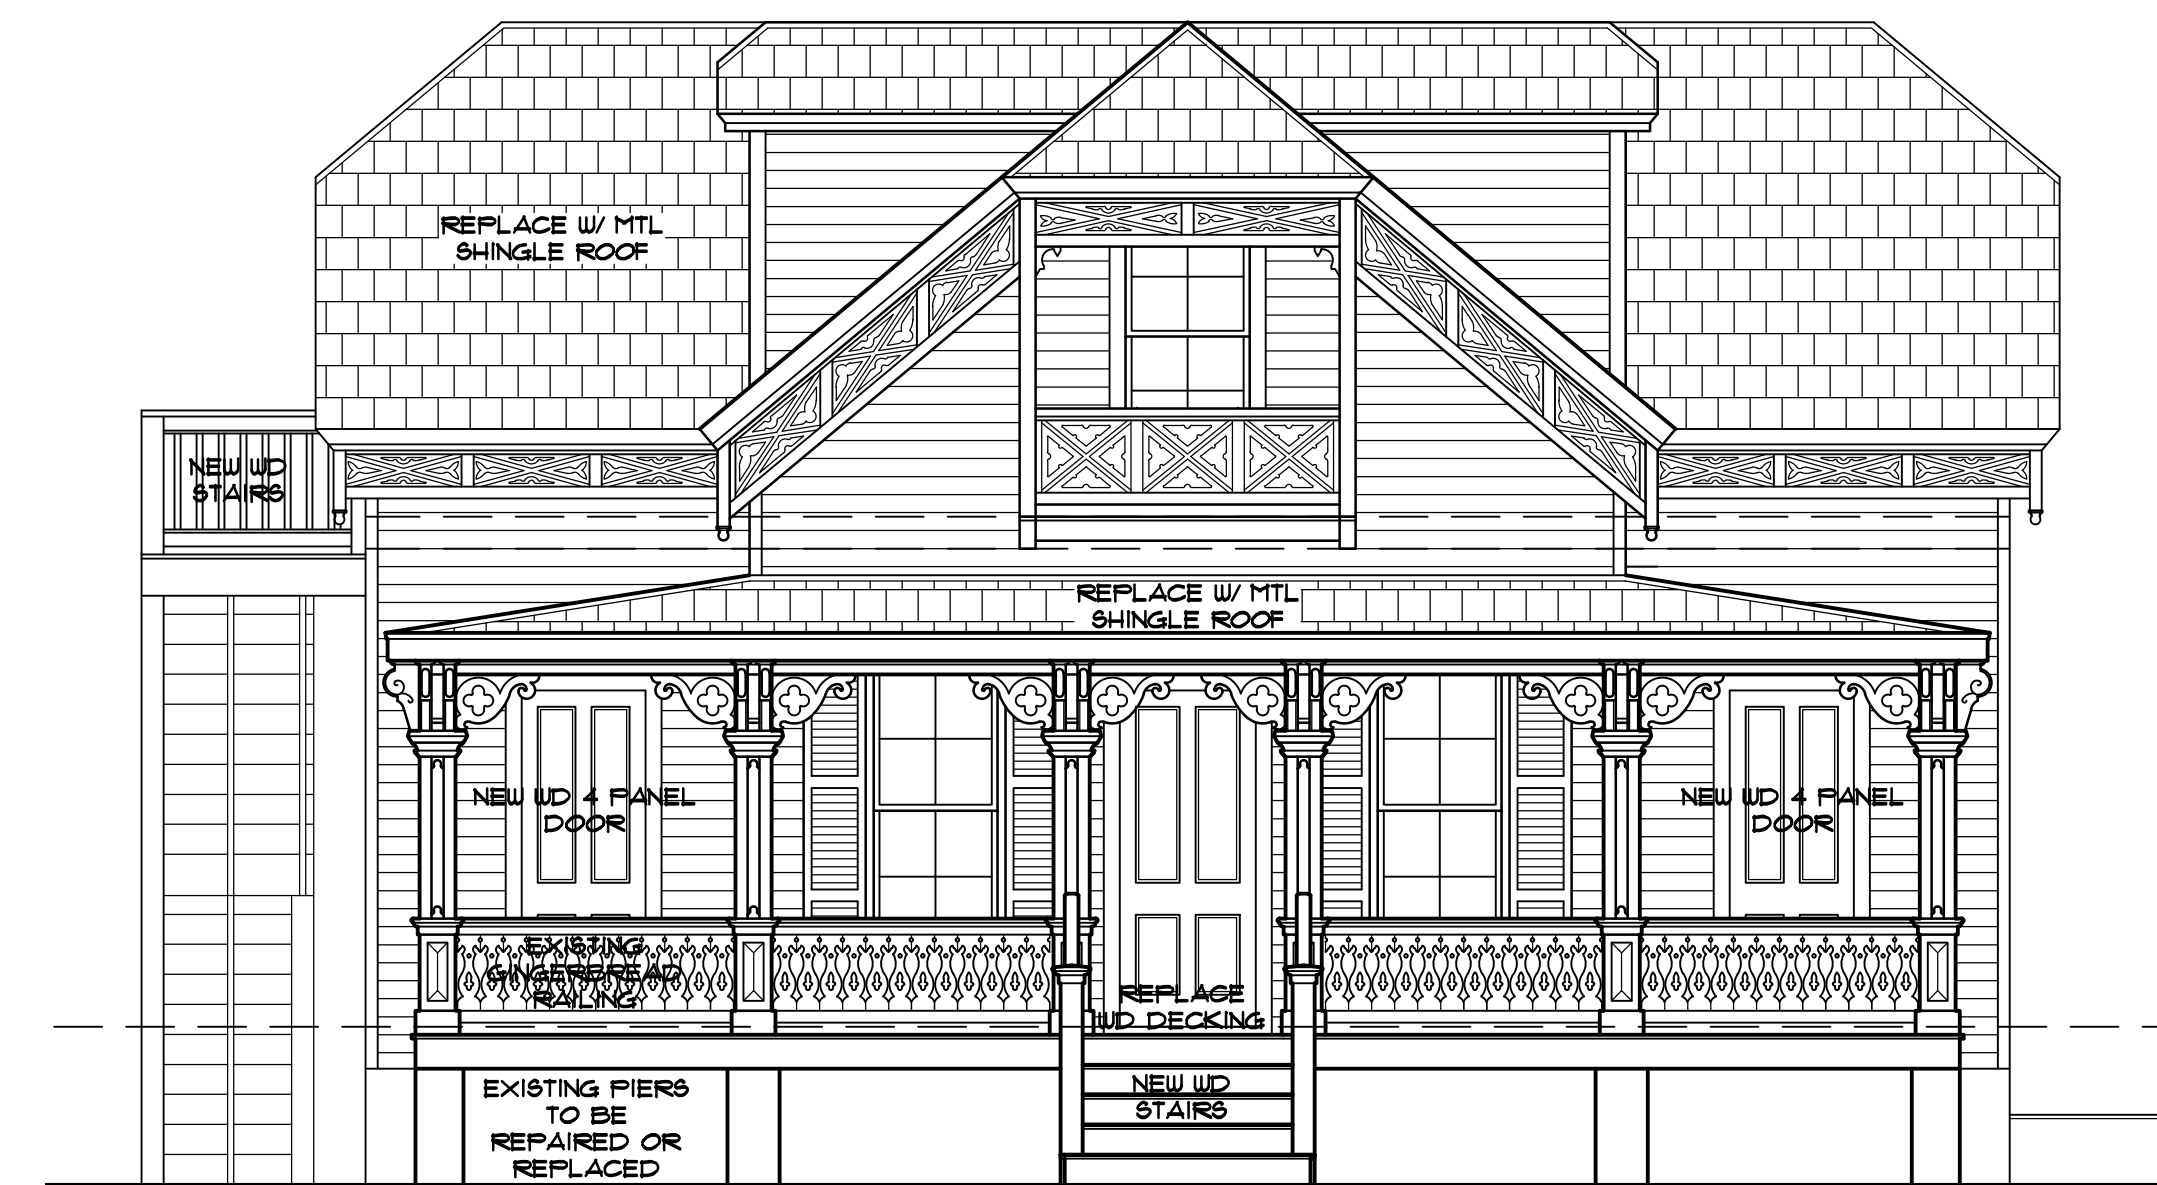 REPLACE W/ MTL
SHINGLE ROOF
NEW WD
STAIRS
REPLACE W/ MTL
SHINGLE ROOF
NEW WD 4 PANEL
DOOR
NEW WD 4 PANEL
DOOR
EXISTING
GINGERBREAD
RAILING
REPLACE
WD DECKING
NEW WD
STAIRS
EXISTING PIERS
TO BE
REPAIRED OR
REPLACED